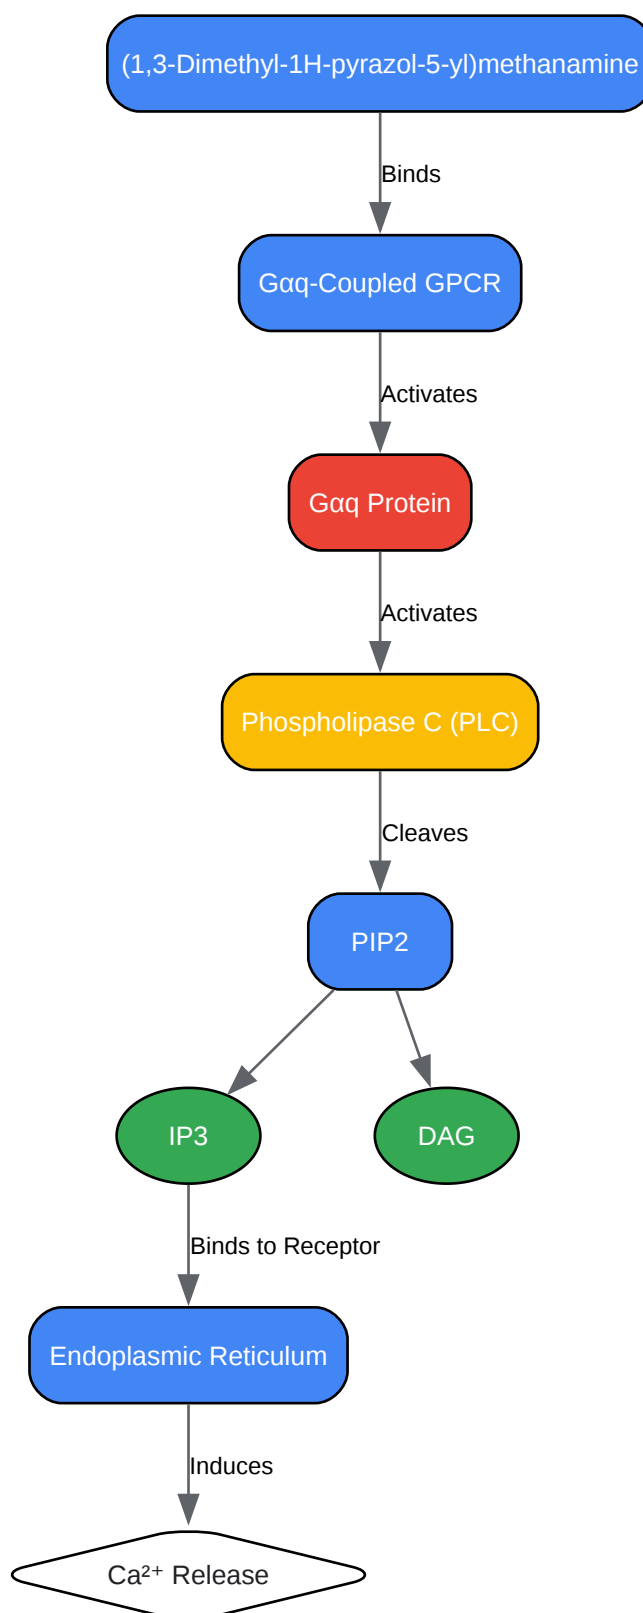 (1,3-Dimethyl-1H-pyrazol-5-yl)methanamine
Binds
Gαq-Coupled GPCR
Activates
Gαq Protein
Activates
Phospholipase C (PLC)
Cleaves
PIP2
IP3
DAG
Binds to Receptor
Endoplasmic Reticulum
Induces
Ca²⁺ Release